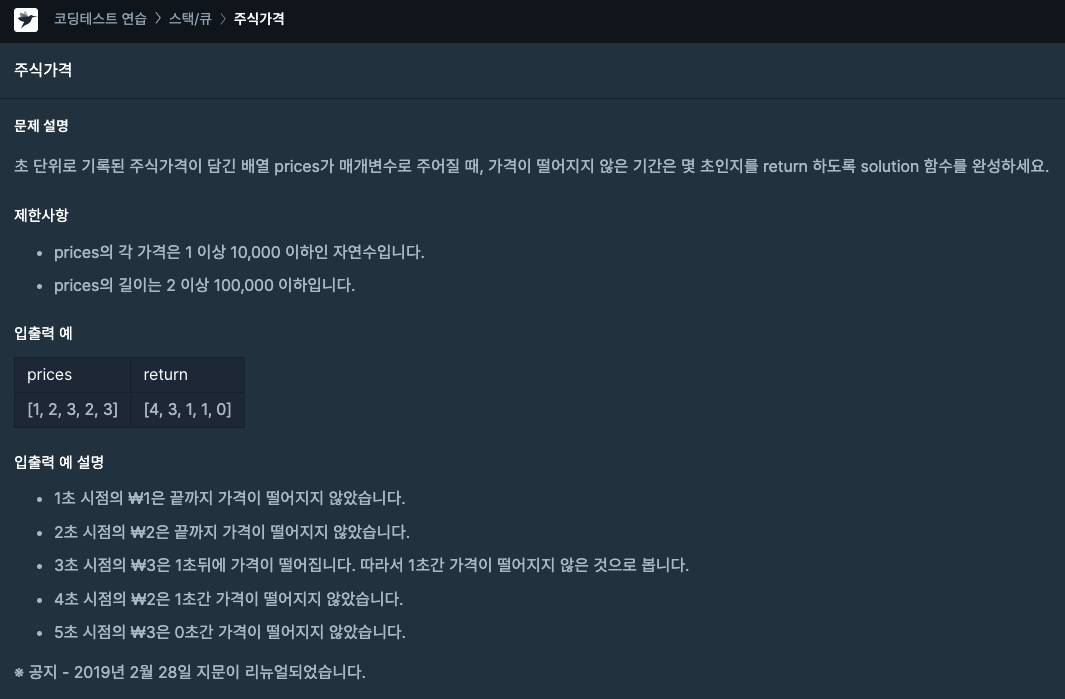 코딩테스트 연습 > 스택/큐 > 주식가격
주식가격
문제 설명
초 단위로 기록된 주식가격이 담긴 배열 prices가 매개변수로 주어질 때, 가격이 떨어지지 않은 기간은 몇 초인지를 return 하도록 solution 함수를 완성하세요.
제한사항
• prices의 각 가격은 1 이상 10,000 이하인 자연수입니다.
• prices의 길이는 2 이상 100,000 이하입니다.
입출력 예
prices return
[1, 2, 3, 2, 3] [4, 3, 1, 1, 0]
입출력 예 설명
• 1초 시점의 ₩1은 끝까지 가격이 떨어지지 않았습니다.
• 2초 시점의 ₩2은 끝까지 가격이 떨어지지 않았습니다.
• 3초 시점의 ₩3은 1초뒤에 가격이 떨어집니다. 따라서 1초간 가격이 떨어지지 않은 것으로 봅니다.
• 4초 시점의 ₩2은 1초간 가격이 떨어지지 않았습니다.
• 5초 시점의 ₩3은 0초간 가격이 떨어지지 않았습니다.
※ 공지 - 2019년 2월 28일 지문이 리뉴얼되었습니다.